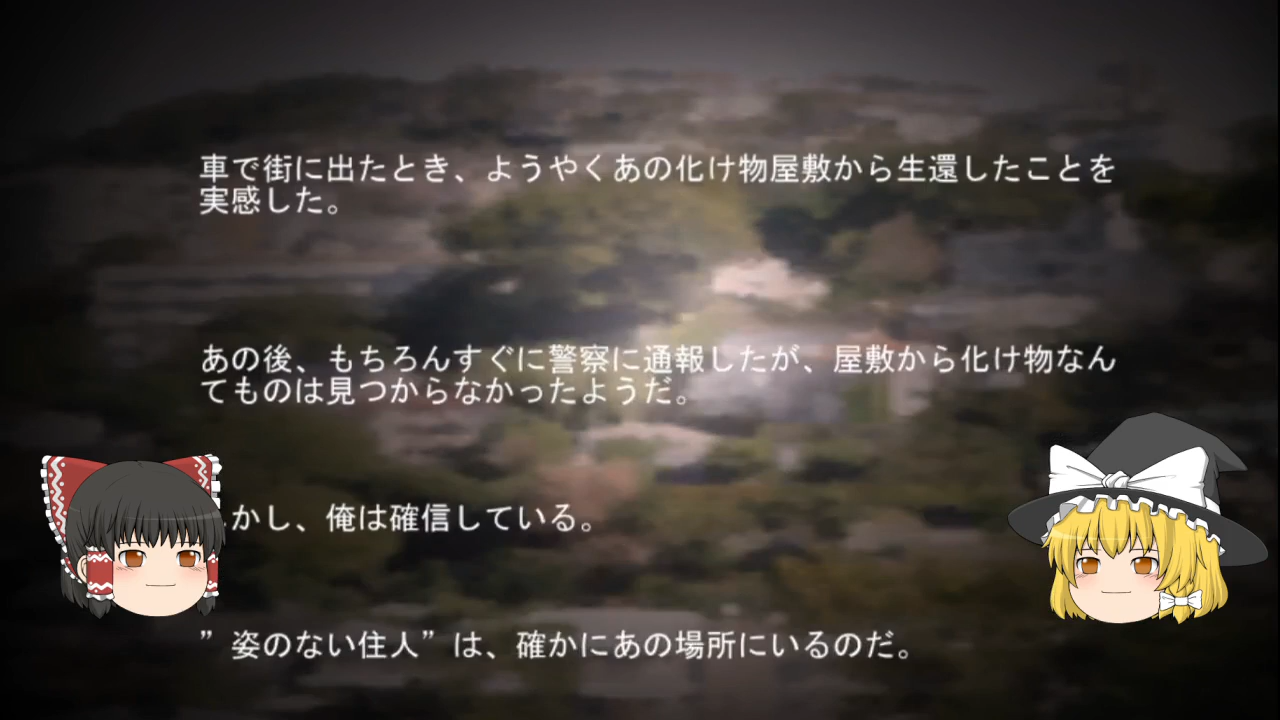 車で街に出たとき、ようやくあの化け物屋敷から生還したことを
実感した。
あの後、もちろんすぐに警察に通報したが、屋敷から化け物なん
てものは見つからなかったようだ。
かし、俺は確信している。
”姿のない住人”は、確かにあの場所にいるのだ。